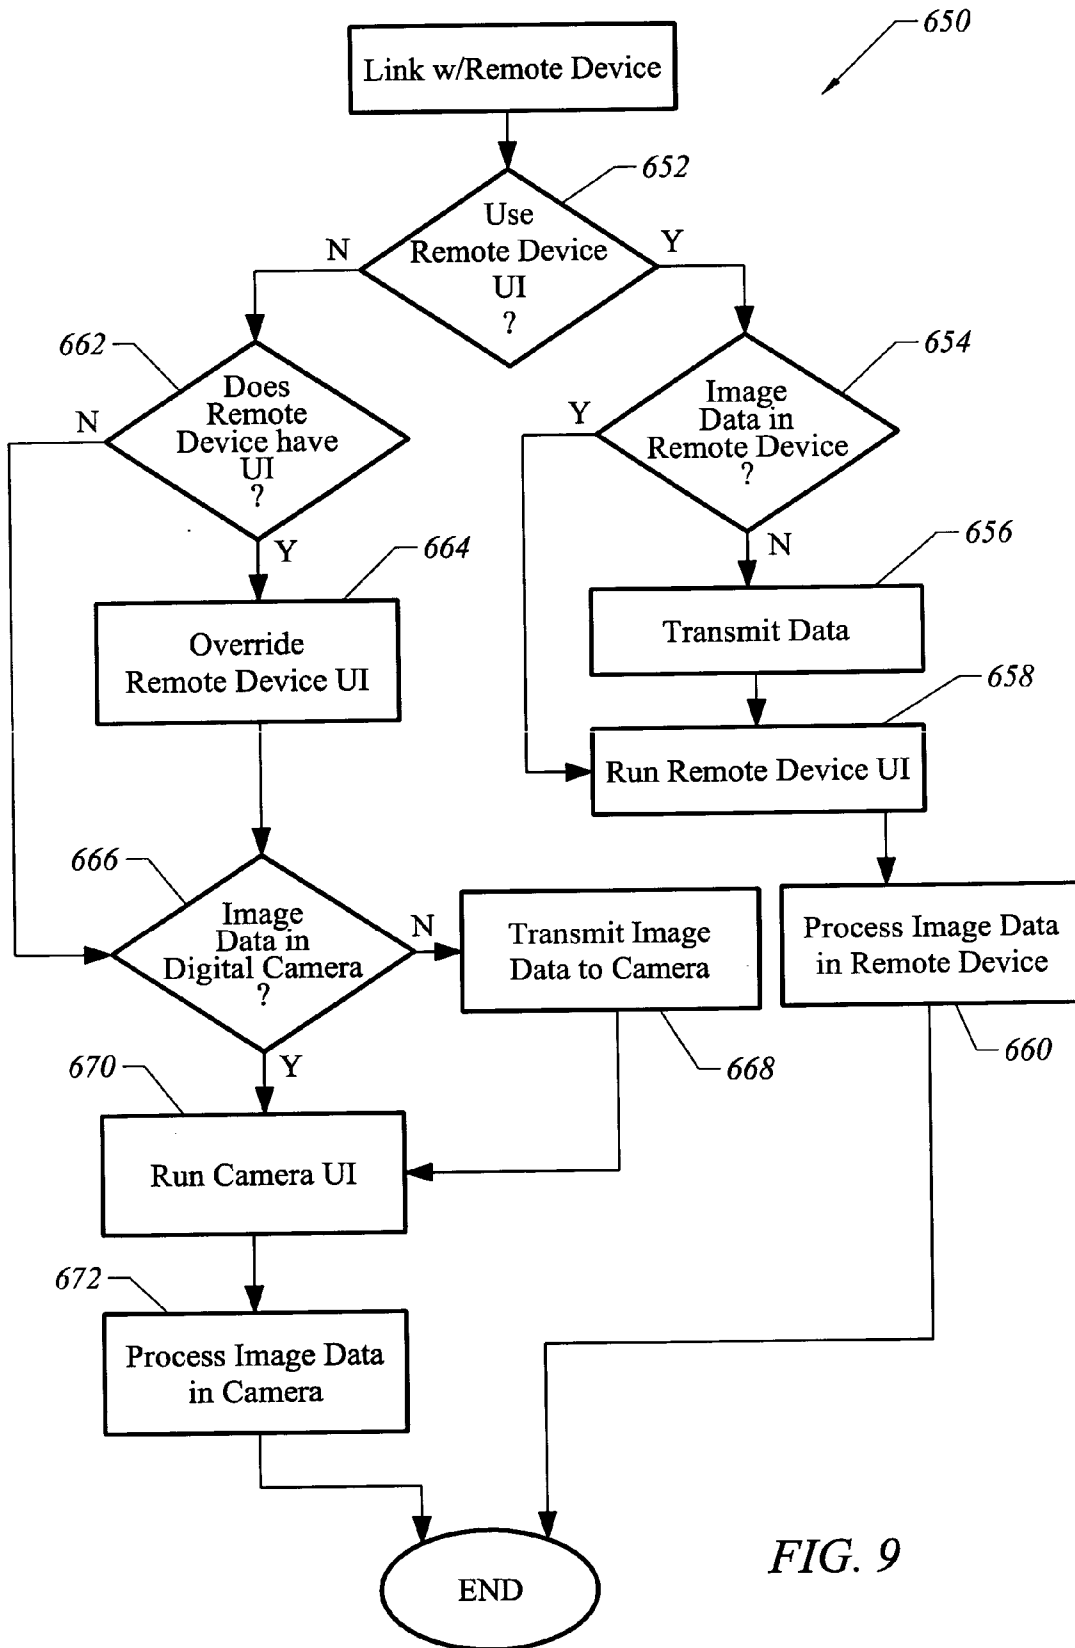 650
Link w/Remote Device
652
Use
Remote Device
UI
?
N
Y
662
Does
Remote
Device have
UI
?
N
Y
654
Image
Data in
Remote Device
?
Y
N
664
Override
Remote Device UI
656
Transmit Data
658
Run Remote Device UI
666
Image
Data in
Digital Camera
?
N
Y
Transmit Image
Data to Camera
668
Process Image Data
in Remote Device
660
670
Run Camera UI
672
Process Image Data
in Camera
END
FIG. 9